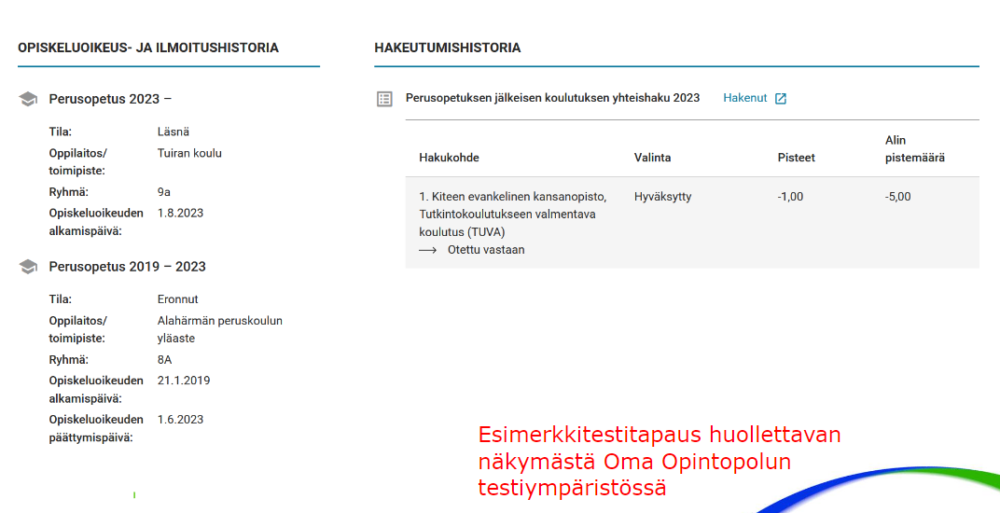 OPISKELUOIKEUS- JA ILMOITUSHISTORIA
Perusopetus 2023 –
Tila: Läsnä
Oppilaitos/ Tuiran koulu
toimipiste:
Ryhmä: 9a
Opiskeluoikeuden 1.8.2023
alkamispäivä:
Perusopetus 2019 – 2023
Tila: Eronnut
Oppilaitos/ Alahärmän peruskoulun
toimipiste: yläaste
Ryhmä: 8A
Opiskeluoikeuden 21.1.2019
alkamispäivä:
Opiskeluoikeuden 1.6.2023
päättymispäivä:
HAKEUTUMISHISTORIA
Perusopetuksen jälkeisen koulutuksen yhteishaku 2023 Hakenut
Alin
Hakukohde Valinta Pisteet pistemäärä
1. Kiteen evankelinen kansanopisto, Hyväksytty -1,00 -5,00
Tutkintokoulutukseen valmentava
koulutus (TUVA)
Otettu vastaan
Esimerkkitestitapaus huollettavan
näkymästä Oma Opintopolun
testiympäristössä